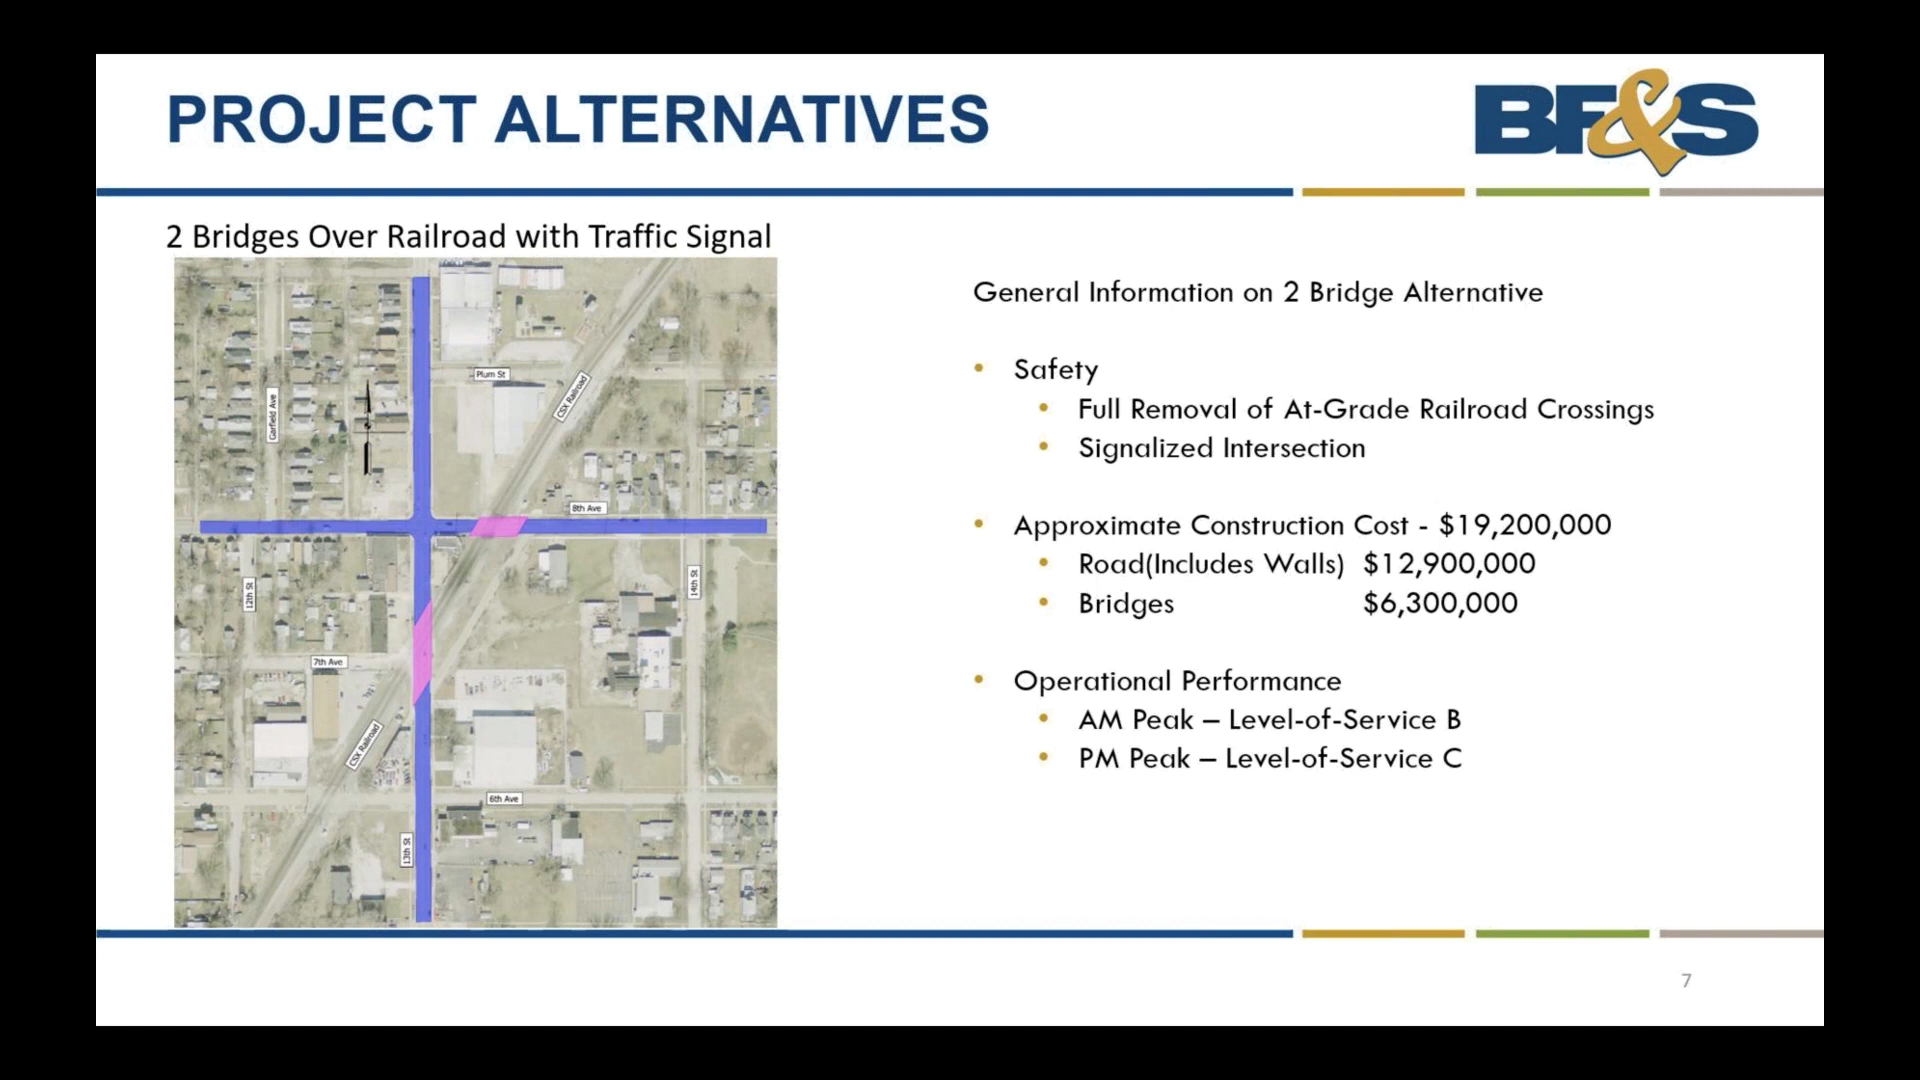 PROJECT ALTERNATIVES
BF&S
2 Bridges Over Railroad with Traffic Signal
Plum St
CSX Railroad
Garfield Ave
8th Ave
12th St
14th St
7th Ave
CSX Railroad
6th Ave
13th St
General Information on 2 Bridge Alternative
• Safety
• Full Removal of At-Grade Railroad Crossings
• Signalized Intersection
• Approximate Construction Cost - $19,200,000
• Road(Includes Walls) $12,900,000
• Bridges $6,300,000
• Operational Performance
• AM Peak – Level-of-Service B
• PM Peak – Level-of-Service C
7